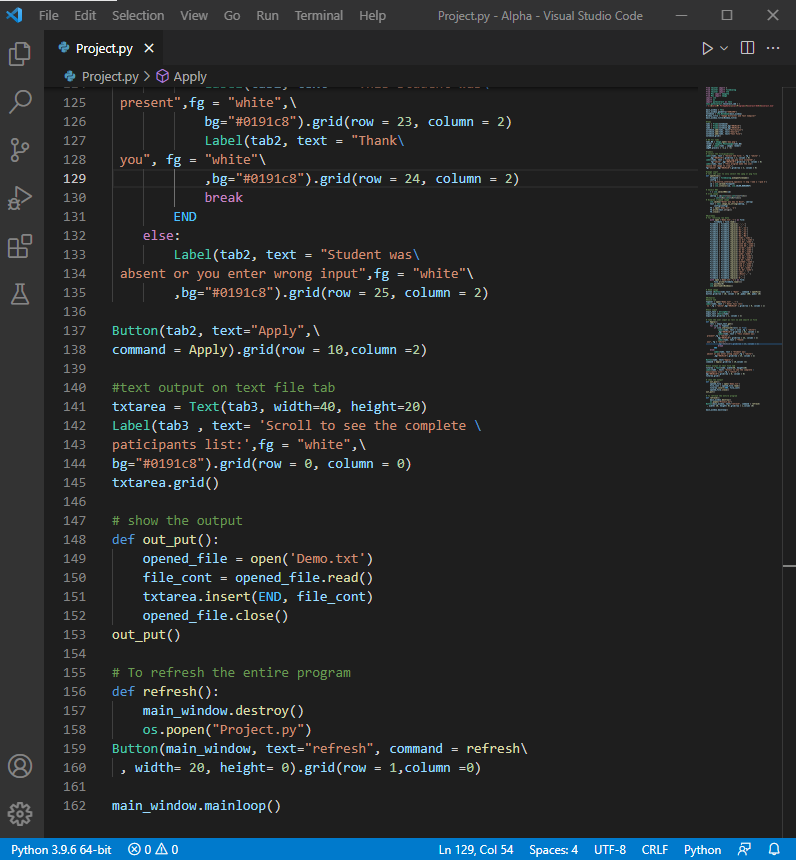 File Edit Selection View Go Run Terminal Help Project.py - Alpha - Visual Studio Code
Project.py
Project.py > Apply
125 present",fg = "white",\
126 bg="#0191c8").grid(row = 23, column = 2)
127 Label(tab2, text = "Thank\
128 you", fg = "white"\
129 ,bg="#0191c8").grid(row = 24, column = 2)
130 break
131 END
132 else:
133 Label(tab2, text = "Student was\
134 absent or you enter wrong input",fg = "white"\
135 ,bg="#0191c8").grid(row = 25, column = 2)
136
137 Button(tab2, text="Apply",\
138 command = Apply).grid(row = 10,column =2)
139
140 #text output on text file tab
141 txtarea = Text(tab3, width=40, height=20)
142 Label(tab3 , text= 'Scroll to see the complete \
143 paticipants list:',fg = "white",\
144 bg="#0191c8").grid(row = 0, column = 0)
145 txtarea.grid()
146
147 # show the output
148 def out_put():
149 opened_file = open('Demo.txt')
150 file_cont = opened_file.read()
151 txtarea.insert(END, file_cont)
152 opened_file.close()
153 out_put()
154
155 # To refresh the entire program
156 def refresh():
157 main_window.destroy()
158 os.popen("Project.py")
159 Button(main_window, text="refresh", command = refresh\
160 , width= 20, height= 0).grid(row = 1,column =0)
161
162 main_window.mainloop()
Python 3.9.6 64-bit 0 0 Ln 129, Col 54 Spaces: 4 UTF-8 CRLF Python